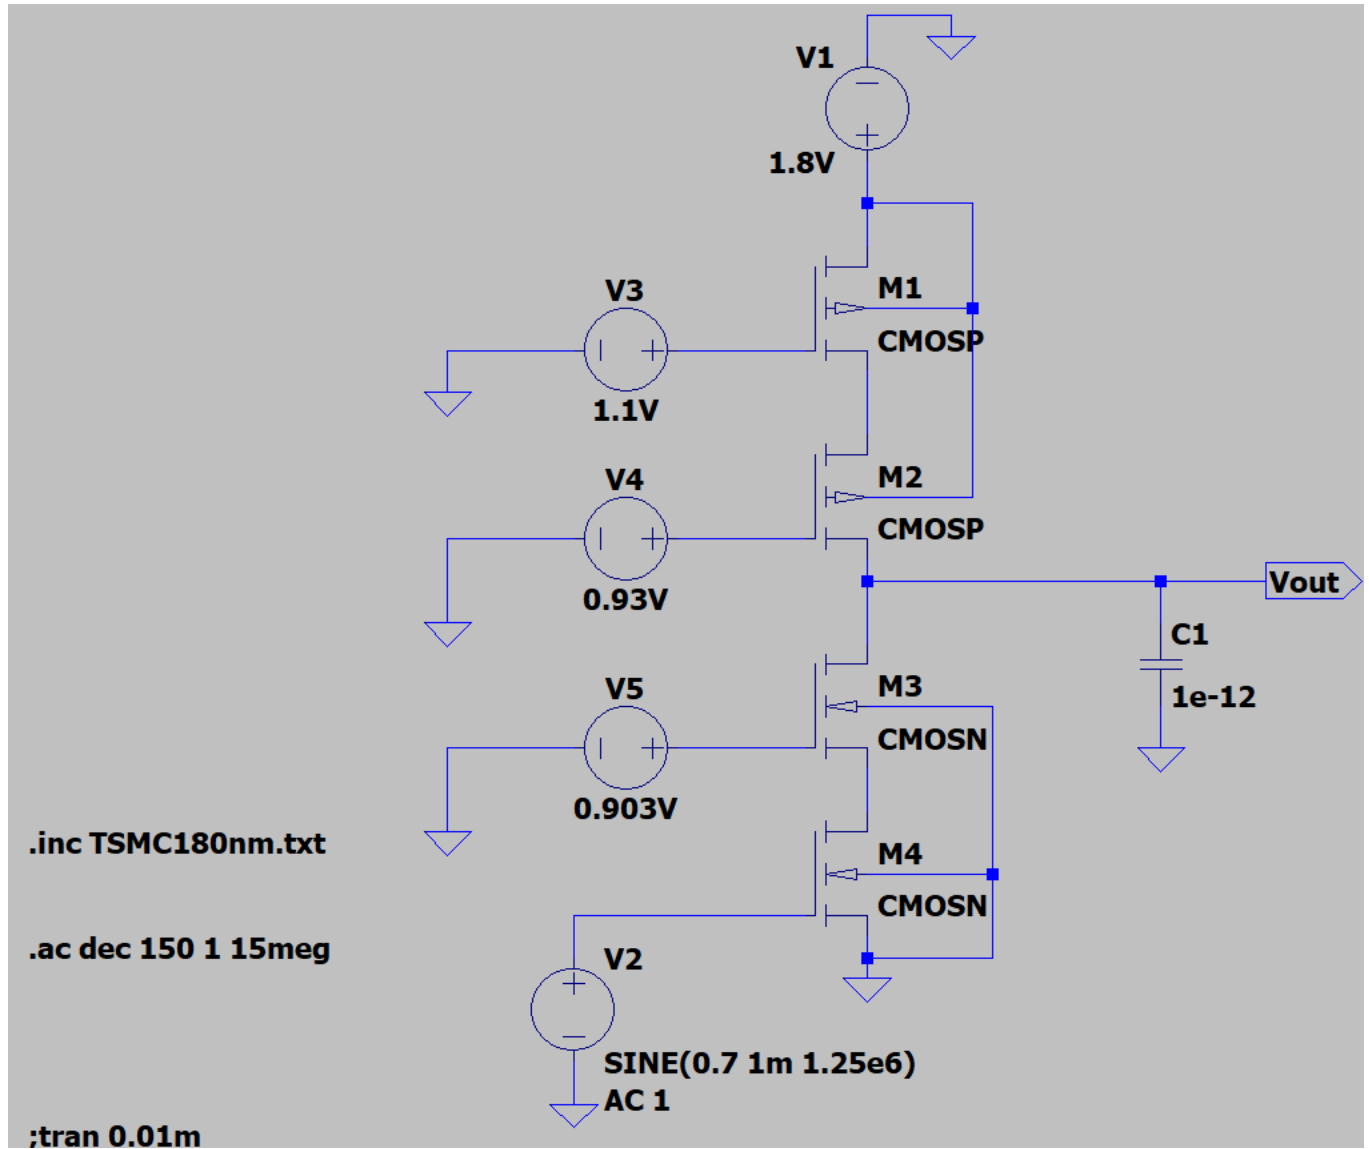 V1
1.8V
V3
M1
CMOSP
1.1V
V4
M2
CMOSP
0.93V
Vout
C1
1e-12
V5
M3
CMOSN
0.903V
.inc TSMC180nm.txt
M4
CMOSN
.ac dec 150 1 15meg
V2
SINE(0.7 1m 1.25e6)
AC 1
;tran 0.01m